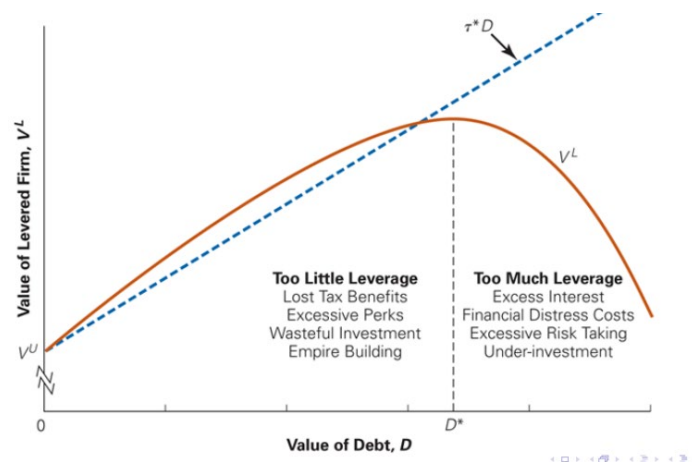 τ*D
Value of Levered Firm, V^L
V^L
Too Little Leverage
Lost Tax Benefits
Excessive Perks
Wasteful Investment
Empire Building
Too Much Leverage
Excess Interest
Financial Distress Costs
Excessive Risk Taking
Under-investment
V^U
0
D*
Value of Debt, D